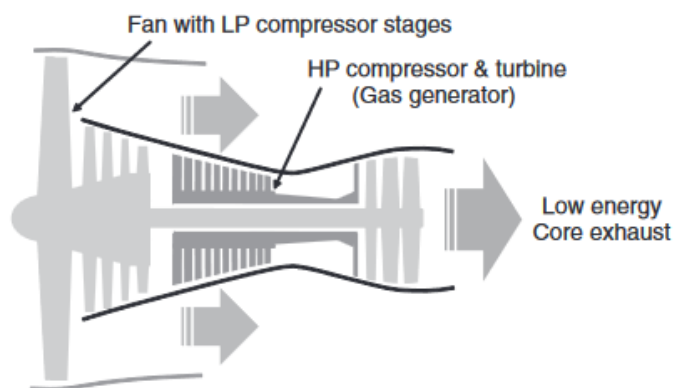 Fan with LP compressor stages
HP compressor & turbine
(Gas generator)
Low energy
Core exhaust